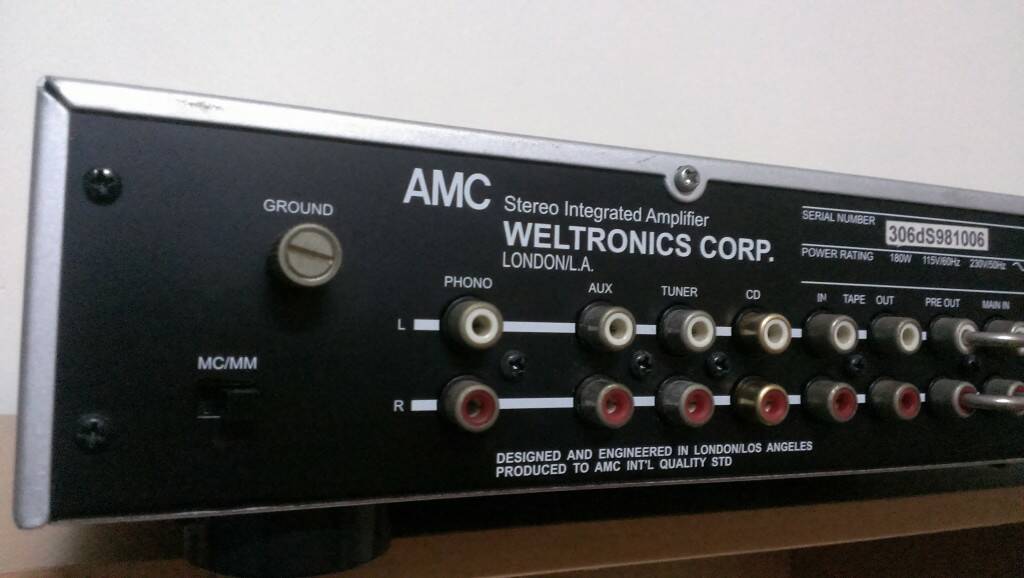 AMC Stereo Integrated Amplifier
WELTRONICS CORP.
LONDON/L.A.
SERIAL NUMBER 306dS981006
POWER RATING 180W 115V/60Hz 230V/50Hz
GROUND
PHONO AUX TUNER CD IN TAPE OUT PRE OUT MAIN IN
L
MC/MM
R
DESIGNED AND ENGINEERED IN LONDON/LOS ANGELES
PRODUCED TO AMC INT'L QUALITY STD